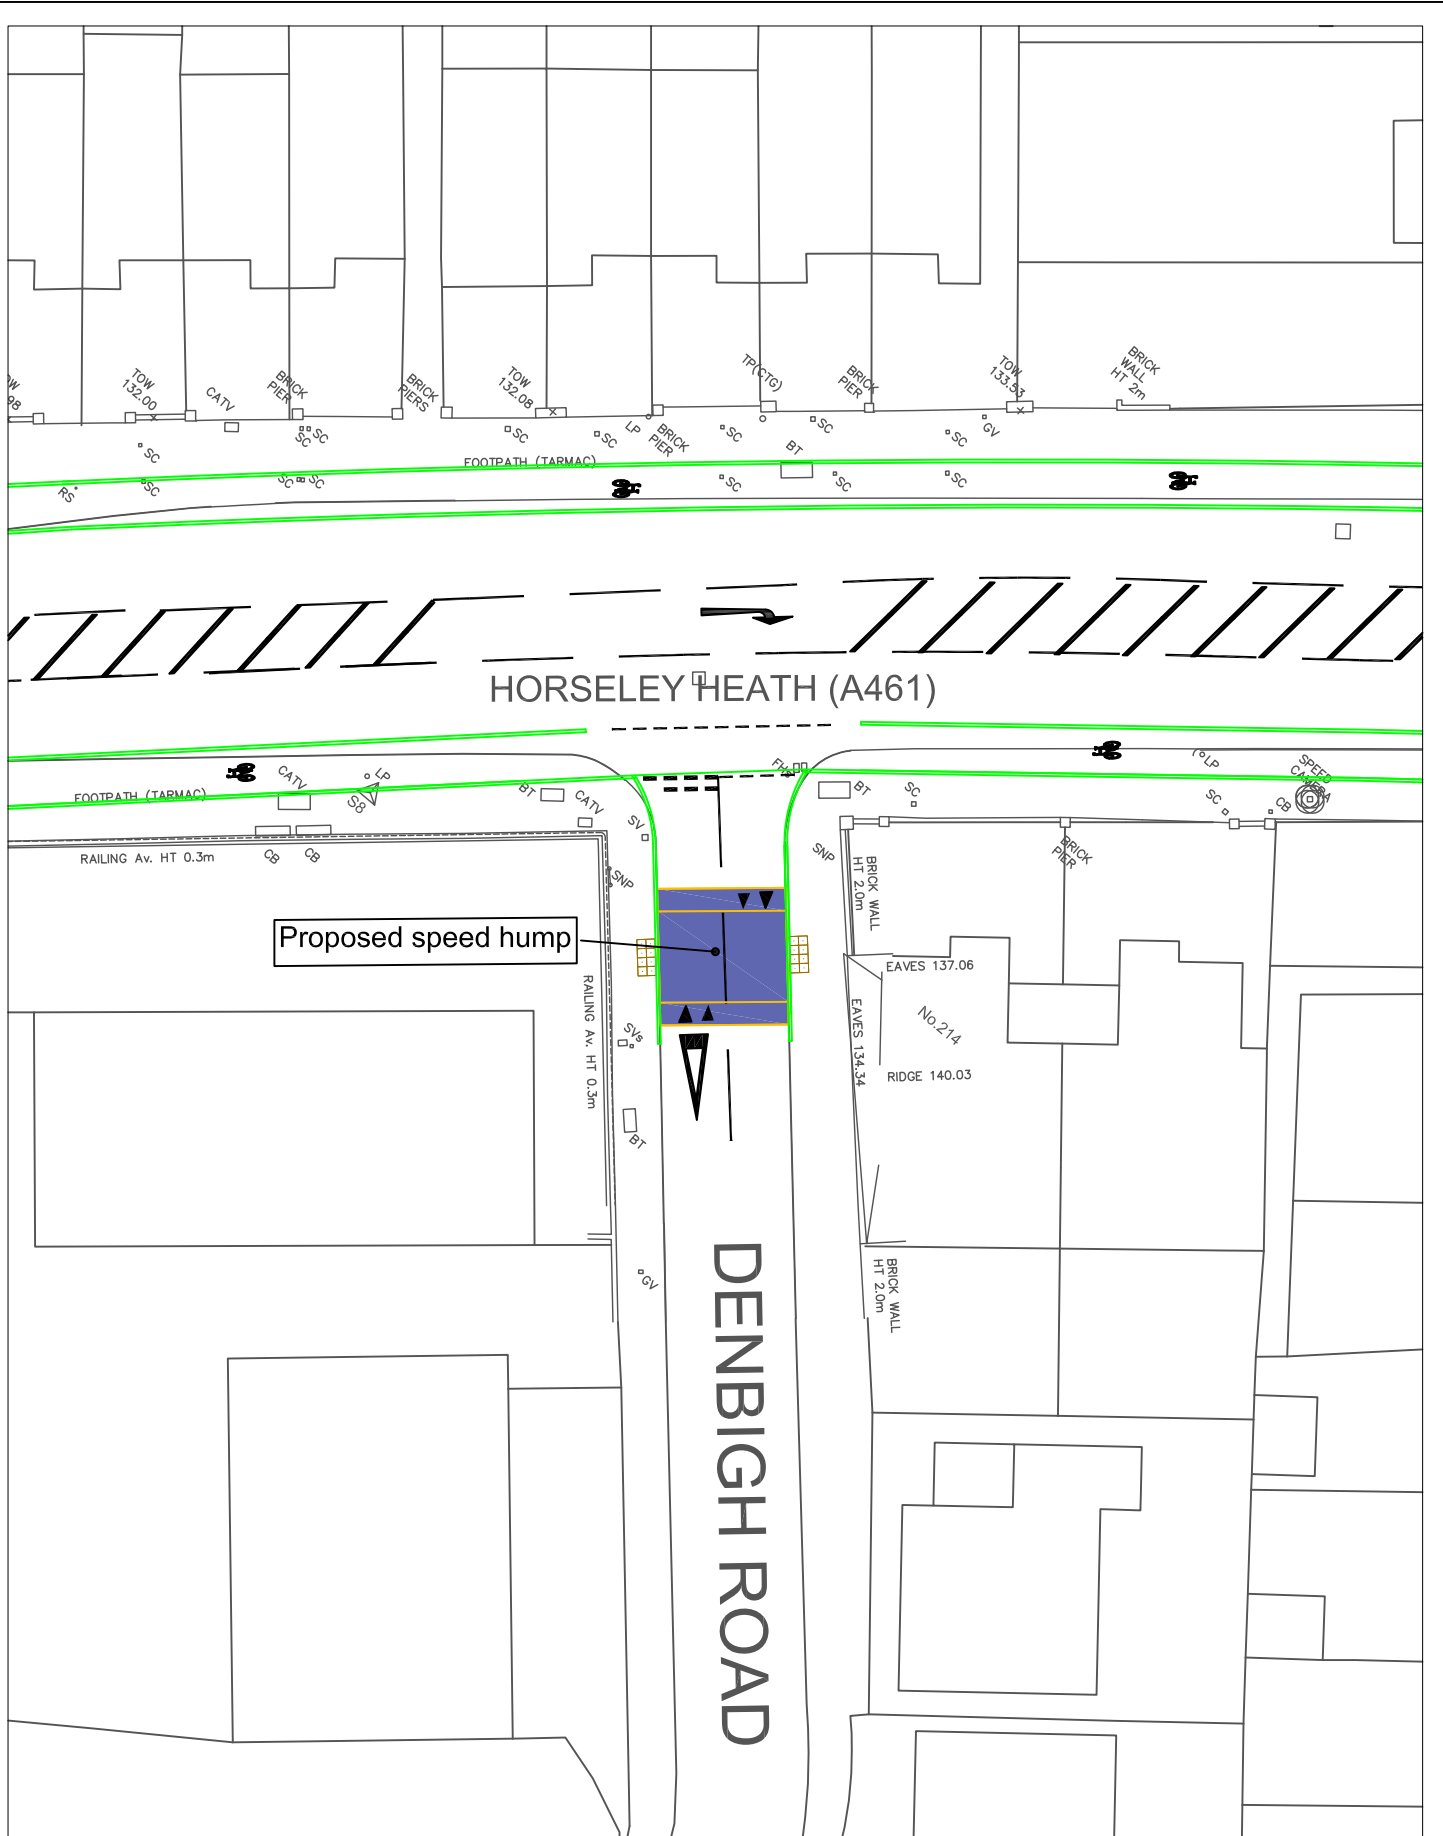 TOW
132.00
CATV
BRICK
PIER
BRICK
PIERS
TOW
132.08
LP
BRICK
PIER
TP(CTG)
BRICK
PIER
TOW
133.53
BRICK
WALL
HT 2m
98
SC
SC
SC
SC
SC
SC
SC
SC
GV
BT
FOOTPATH (TARMAC)
RS
SC
SC
SC
SC
SC
SC
HORSELEY HEATH (A461)
FOOTPATH (TARMAC)
CATV
LP
S8
BT
CATV
SV
FH
BT
SC
LP
SPEED
CAMERA
SC
CB
RAILING Av. HT 0.3m
CB
CB
SNP
SNP
BRICK WALL
HT 2.0m
BRICK
PIER
Proposed speed hump
EAVES 137.06
No.214
EAVES 134.34
RIDGE 140.03
RAILING Av. HT 0.3m
SVs
BT
GV
BRICK WALL
HT 2.0m
DENBIGH ROAD